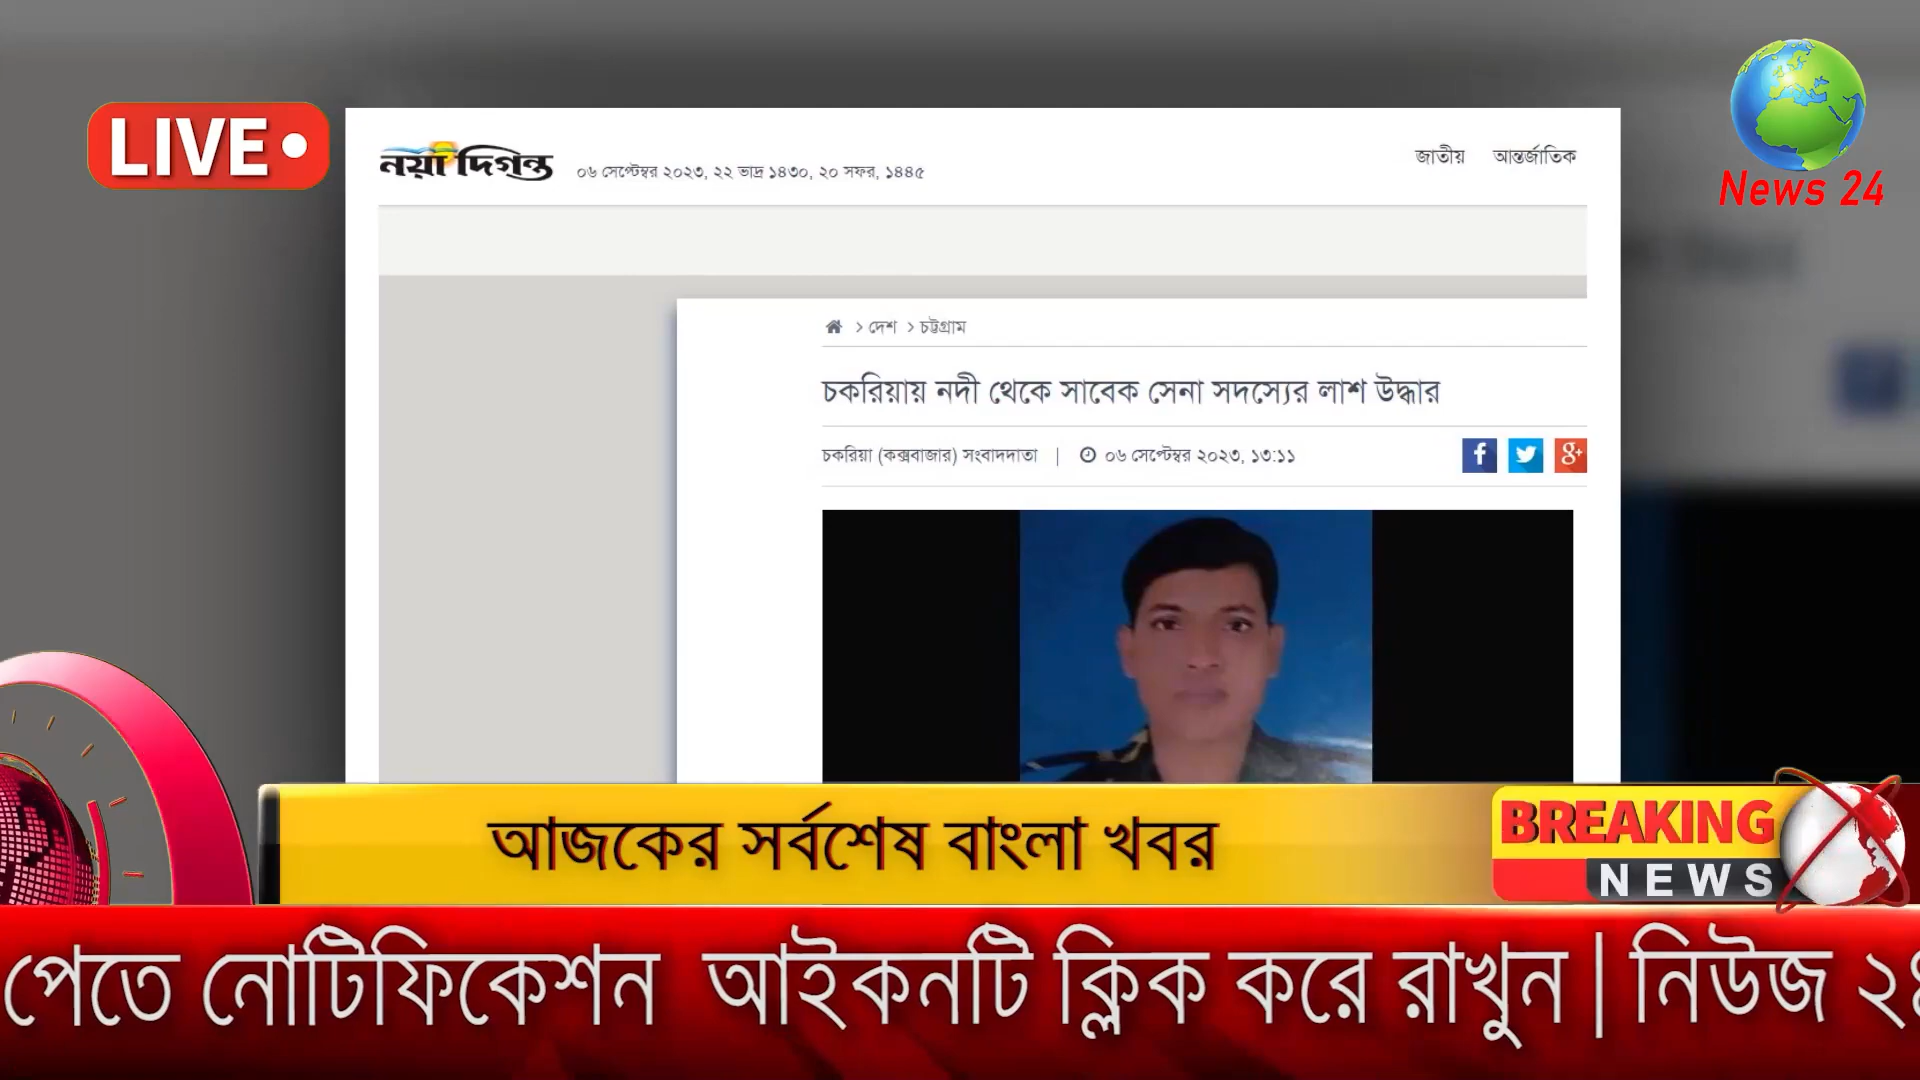 LIVE
নয়া দিগন্ত
০৬ সেপ্টেম্বর ২০২৩, ২২ ভাদ্র ১৪৩০, ২০ সফর, ১৪৪৫
জাতীয় আন্তর্জাতিক
News 24
> দেশ > চট্টগ্রাম
চকরিয়ায় নদী থেকে সাবেক সেনা সদস্যের লাশ উদ্ধার
চকরিয়া (কক্সবাজার) সংবাদদাতা | ০৬ সেপ্টেম্বর ২০২৩, ১৩:১১
f g+
আজকের সর্বশেষ বাংলা খবর
BREAKING
NEWS
পেতে নোটিফিকেশন আইকনটি ক্লিক করে রাখুন | নিউজ ২৪